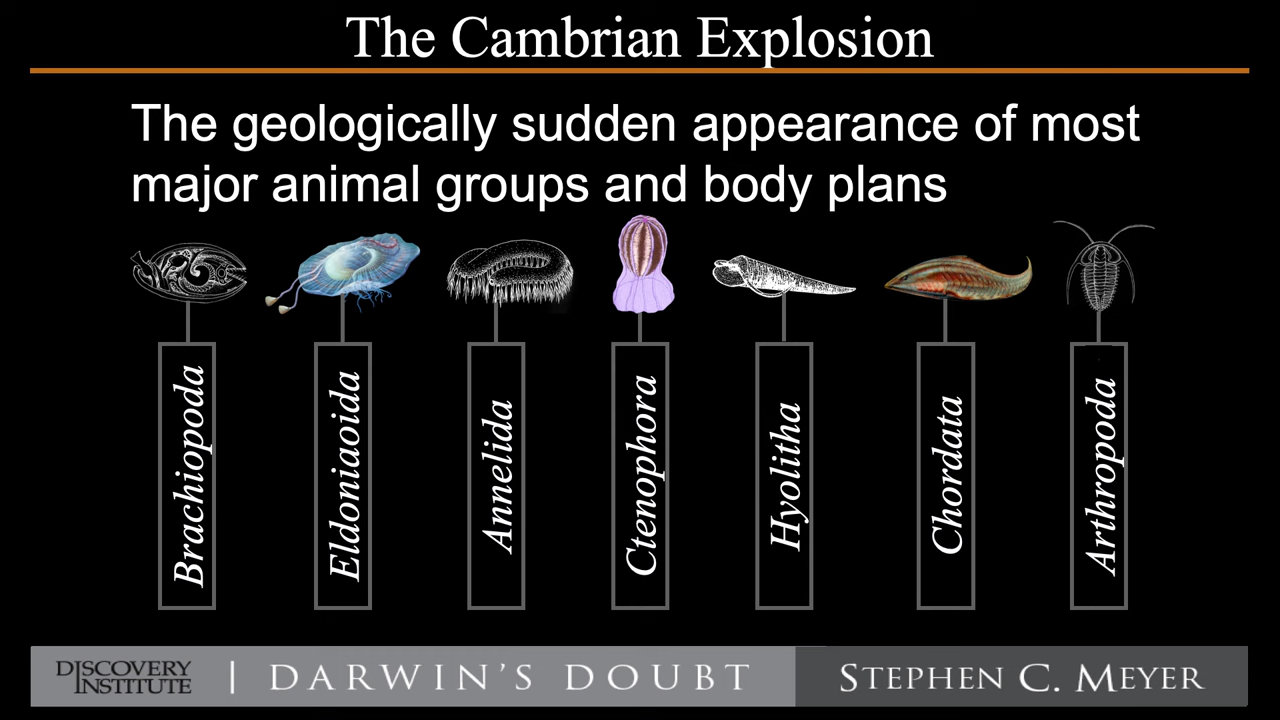 The Cambrian Explosion
The geologically sudden appearance of most
major animal groups and body plans
Brachiopoda
Eldoniaoida
Annelida
Ctenophora
Hyolitha
Chordata
Arthropoda
DISCOVERY
INSTITUTE
| DARWIN'S DOUBT
STEPHEN C. MEYER